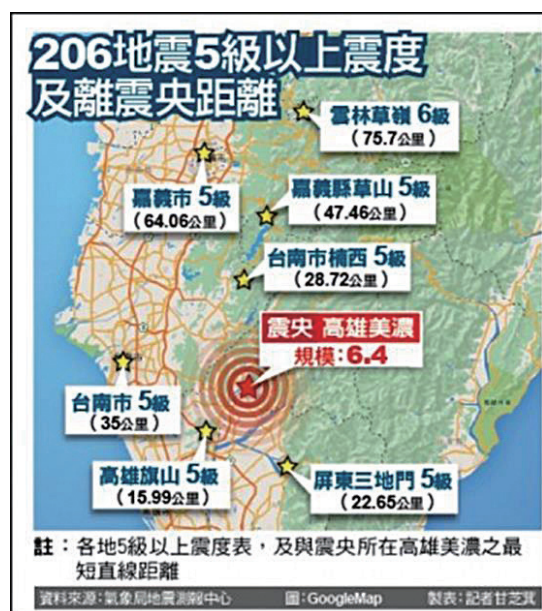 206地震5級以上震度
及離震央距離
雲林草嶺 6級
(75.7公里)
嘉義市 5級
(64.06公里)
嘉義縣草山 5級
(47.46公里)
台南市楠西 5級
(28.72公里)
震央 高雄美濃
規模:6.4
台南市 5級
(35公里)
高雄旗山 5級
(15.99公里)
屏東三地門 5級
(22.65公里)
註:各地5級以上震度表,及與震央所在高雄美濃之最
短直線距離
資料來源:氣象局地震測報中心 圖:GoogleMap 製表:記者甘芝萁